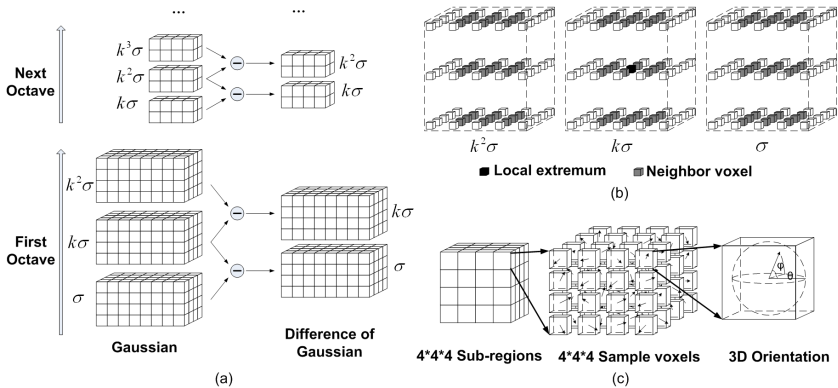 ...
...
k³σ
k²σ
kσ
k²σ
kσ
Next
Octave
k²σ
kσ
σ
kσ
σ
First
Octave
Gaussian
Difference of
Gaussian
(a)
k²σ
kσ
σ
Local extremum
Neighbor voxel
(b)
φ
θ
4*4*4 Sub-regions
4*4*4 Sample voxels
3D Orientation
(c)